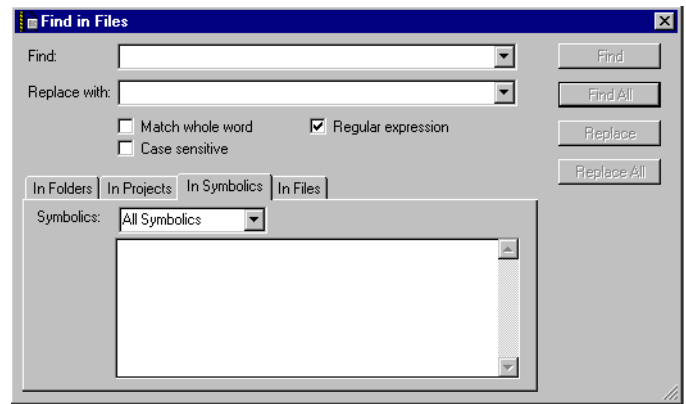 Find in Files
Find:
Find
Replace with:
Find All
Match whole word
Regular expression
Replace
Case sensitive
Replace All
In Folders
In Projects
In Symbolics
In Files
Symbolics:
All Symbolics